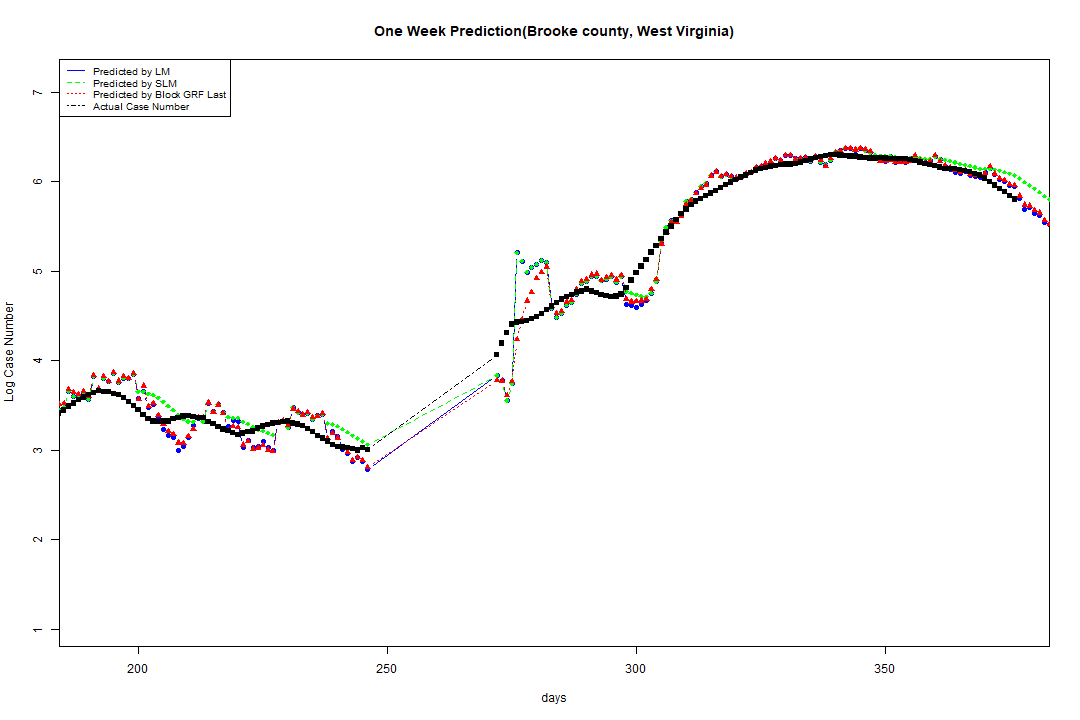 One Week Prediction(Brooke county, West Virginia)
Predicted by LM
Predicted by SLM
Predicted by Block GRF Last
Actual Case Number
7
6
5
4
3
2
1
Log Case Number
200
250
300
350
days